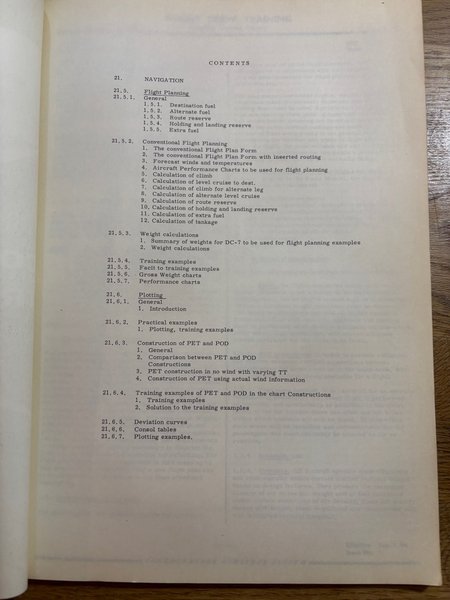 CONTENTS
21. NAVIGATION
21.5. Flight Planning
21.5.1. General
1.5.1. Destination fuel
1.5.2. Alternate fuel
1.5.3. Route reserve
1.5.4. Holding and landing reserve
1.5.5. Extra fuel
21.5.2. Conventional Flight Planning
1. The conventional Flight Plan Form
2. The conventional Flight Plan Form with inserted routing
3. Forecast winds and temperatures
4. Aircraft Performance Charts to be used for flight planning
5. Calculation of climb
6. Calculation of level cruise to dest.
7. Calculation of climb for alternate leg
8. Calculation of alternate level cruise
9. Calculation of route reserve
10. Calculation of holding and landing reserve
11. Calculation of extra fuel
12. Calculation of tankage
21.5.3. Weight calculations
1. Summary of weights for DC-7 to be used for flight planning examples
2. Weight calculations
21.5.4. Training examples
21.5.5. Facit to training examples
21.5.6. Gross Weight charts
21.5.7. Performance charts
21.6. Plotting
21.6.1. General
1. Introduction
21.6.2. Practical examples
1. Plotting, training examples
21.6.3. Construction of PET and POD
1. General
2. Comparison between PET and POD
Constructions
3. PET construction in no wind with varying TT
4. Construction of PET using actual wind information
21.6.4. Training examples of PET and POD in the chart Constructions
1. Training examples
2. Solution to the training examples
21.6.5. Deviation curves
21.6.6. Consol tables
21.6.7. Plotting examples.